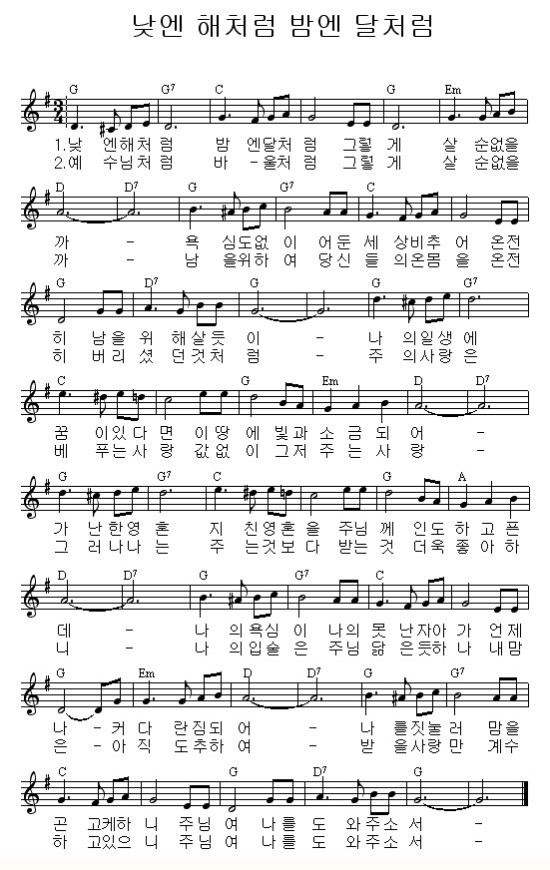 낮엔 해처럼 밤엔 달처럼
G G7 C G Em
3/4
1.낮 엔해처 럼 밤 엔달처 럼 그렇 게 살 순없을
2.예 수님처 럼 바 -울처 럼 그렇 게 살 순없을
D D7 G G7 C G
까 - 욕 심도없 이 어둔 세 상비추 어 온전
까 - 남 을위하 여 당신 들 의온몸 을 온전
G D7 G G G7
히 남을 위 해살듯 이 - 나 의일생 에
히 버리 셨 던것처 럼 - 주 의사랑 은
C G Em D D7
꿈 이있다 면 이땅 에 빛과 소 금 되 어 -
베 푸는사 랑 값없 이 그저 주 는 사 랑 -
G G7 C G A
가 난한영 혼 지 친영혼 을 주님 께 인도 하 고 픈
그 러나나 는 주 는것보 다 받는 것 더욱 좋 아 하
D D7 G G7 C G
데 - 나 의욕심 이 나의 못 난자아 가 언제
니 - 나 의입술 은 주님 닮 은듯하 나 내맘
G Em D D7 G G7
나 - 커 다 란짐되 어 - 나 를짓눌 러 맘을
은 - 아 직 도추하 여 - 받 을사랑 만 계수
C G D7 G
곤 고케하 니 주님 여 나를 도 와주소 서 -
하 고있으 니 주님 여 나를 도 와주소 서 -